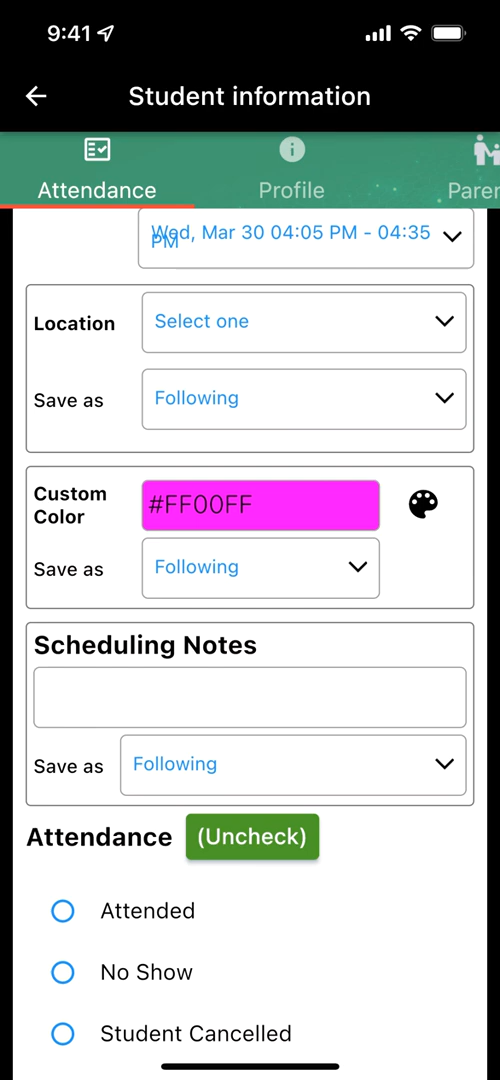 9:41
Student information
Attendance
Profile
Paren
Wed, Mar 30 04:05 PM - 04:35
PM
Location
Select one
Save as
Following
Custom
Color
#FF00FF
Save as
Following
Scheduling Notes
Save as
Following
Attendance
(Uncheck)
Attended
No Show
Student Cancelled